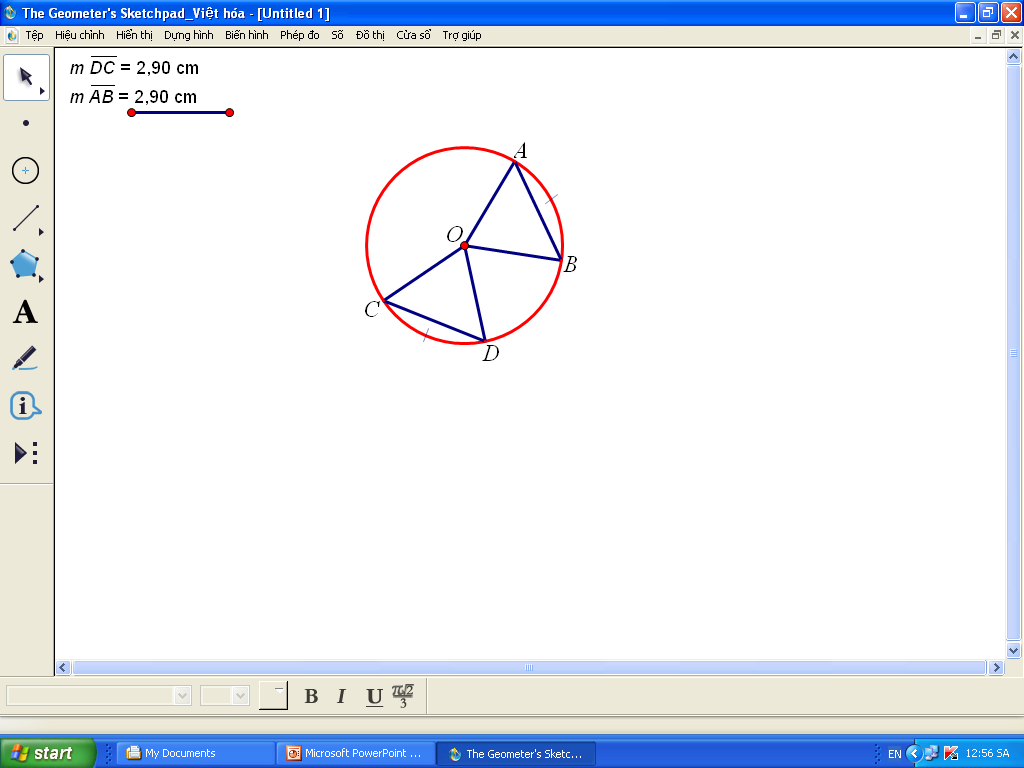 The Geometer's Sketchpad_Việt hóa - [Untitled 1]
Tệp Hiệu chỉnh Hiển thị Dựng hình Biến hình Phép đo Số Đồ thị Cửa sổ Trợ giúp
m DC = 2,90 cm
m AB = 2,90 cm
A
O
B
C
D
A
B I U π√2/3
start My Documents Microsoft PowerPoint ... The Geometer's Sketc... EN 12:56 SA